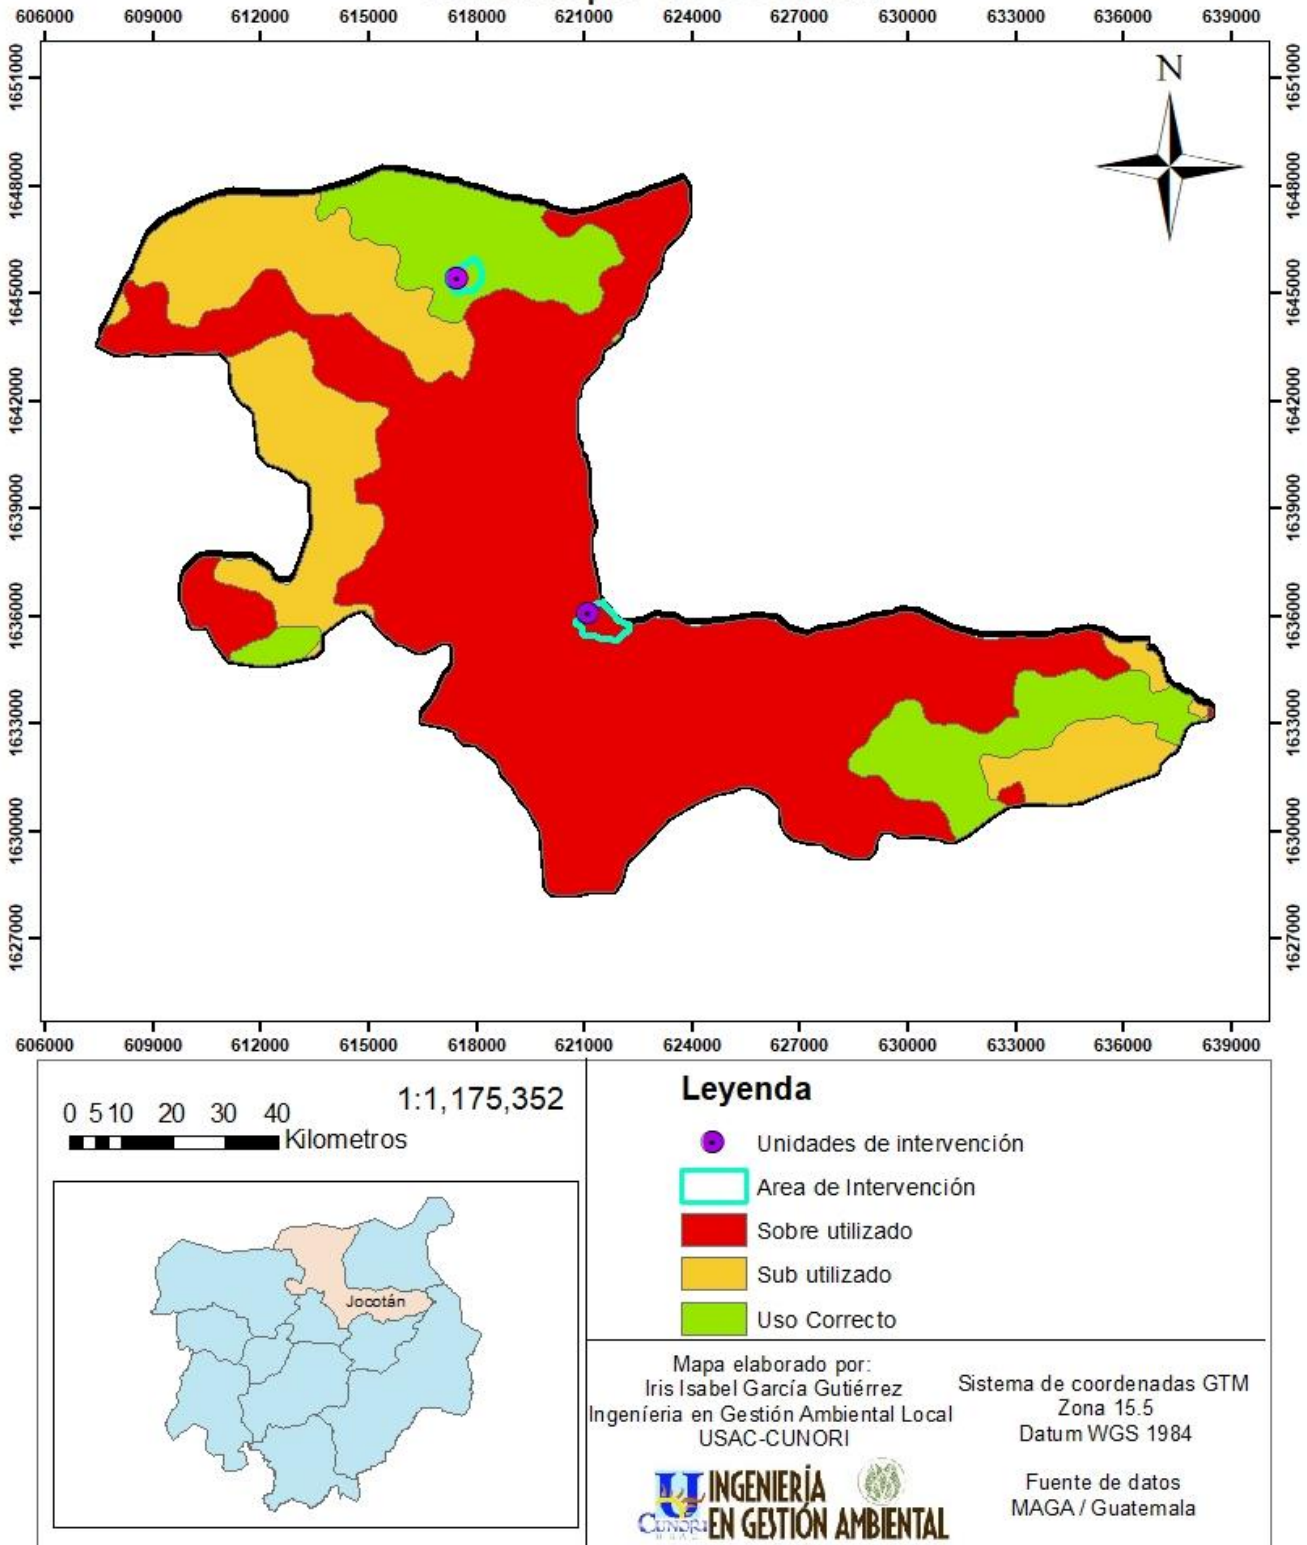 606000 609000 612000 615000 618000 621000 624000 627000 630000 633000 636000 639000
N
1651000 1651000
1648000 1648000
1645000 1645000
1642000 1642000
1639000 1639000
1636000 1636000
1633000 1633000
1630000 1630000
1627000 1627000
606000 609000 612000 615000 618000 621000 624000 627000 630000 633000 636000 639000
1:1,175,352
0 5 10 20 30 40
Kilometros
Jocotán
Leyenda
Unidades de intervención
Area de Intervención
Sobre utilizado
Sub utilizado
Uso Correcto
Mapa elaborado por:
Iris Isabel García Gutiérrez
Ingeníeria en Gestión Ambiental Local
USAC-CUNORI
Sistema de coordenadas GTM
Zona 15.5
Datum WGS 1984
Fuente de datos
MAGA / Guatemala
U
CUNORI
INGENIERÍA
EN GESTIÓN AMBIENTAL